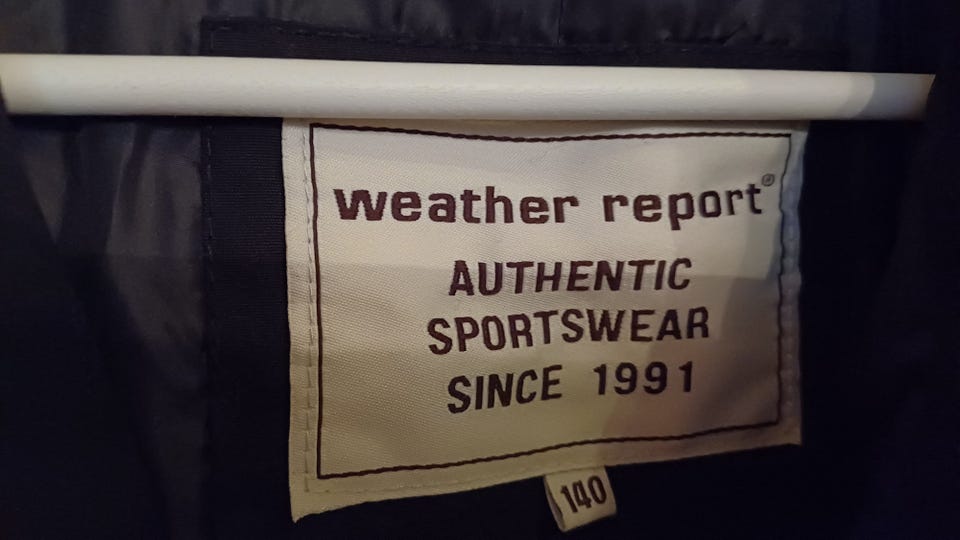 weather report®
AUTHENTIC
SPORTSWEAR
SINCE 1991
140